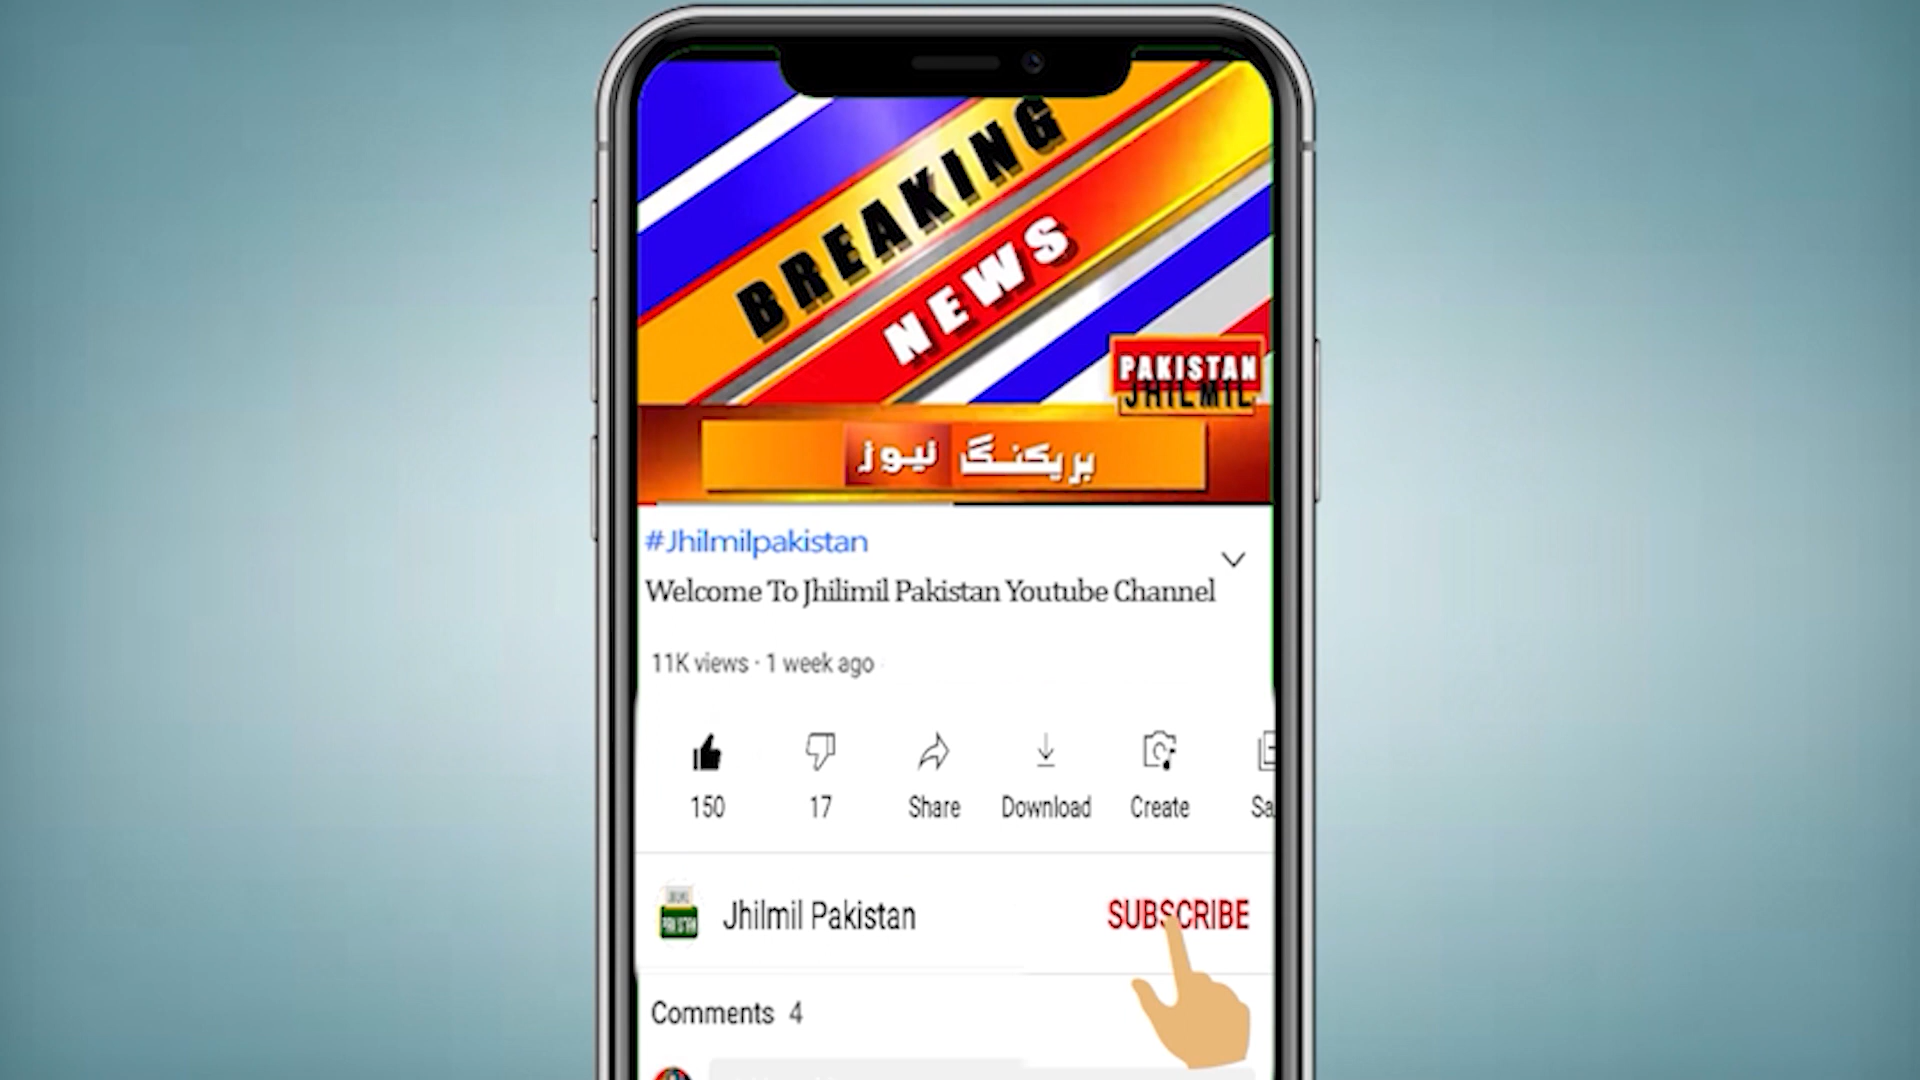 BREAKING
NEWS
PAKISTAN
JHILMIL
بریکنگ نیوز
#Jhilmilpakistan
Welcome To Jhilimil Pakistan Youtube Channel
11K views · 1 week ago
150
17
Share
Download
Create
Sa
Jhilmil Pakistan
SUBSCRIBE
Comments 4